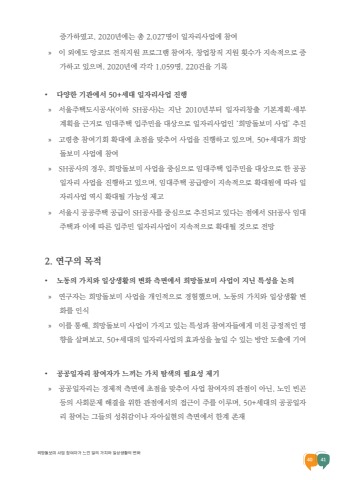 증가하였고, 2020년에는 총 2,027명이 일자리사업에 참여
» 이 외에도 앙코르 전직지원 프로그램 참여자, 창업창직 지원 횟수가 지속적으로 증
가하고 있으며, 2020년에 각각 1,059명, 220건을 기록
• 다양한 기관에서 50+세대 일자리사업 진행
» 서울주택도시공사(이하 SH공사)는 지난 2010년부터 일자리창출 기본계획·세부
계획을 근거로 임대주택 입주민을 대상으로 일자리사업인 '희망돌보미 사업' 추진
» 고령층 참여기회 확대에 초점을 맞추어 사업을 진행하고 있으며, 50+세대가 희망
돌보미 사업에 참여
» SH공사의 경우, 희망돌보미 사업을 중심으로 임대주택 입주민을 대상으로 한 공공
일자리 사업을 진행하고 있으며, 임대주택 공급량이 지속적으로 확대됨에 따라 일
자리사업 역시 확대될 가능성 제고
» 서울시 공공주택 공급이 SH공사를 중심으로 추진되고 있다는 점에서 SH공사 임대
주택과 이에 따른 입주민 일자리사업이 지속적으로 확대될 것으로 전망
2. 연구의 목적
• 노동의 가치와 일상생활의 변화 측면에서 희망돌보미 사업이 지닌 특성을 논의
» 연구자는 희망돌보미 사업을 개인적으로 경험했으며, 노동의 가치와 일상생활 변
화를 인식
» 이를 통해, 희망돌보미 사업이 가지고 있는 특성과 참여자들에게 미친 긍정적인 영
향을 살펴보고, 50+세대의 일자리사업의 효과성을 높일 수 있는 방안 도출에 기여
• 공공일자리 참여자가 느끼는 가치 탐색의 필요성 제기
» 공공일자리는 경제적 측면에 초점을 맞추어 사업 참여자의 관점이 아닌, 노인 빈곤
등의 사회문제 해결을 위한 관점에서의 접근이 주를 이루며, 50+세대의 공공일자
리 참여는 그들의 성취감이나 자아실현의 측면에서 한계 존재
희망돌보미 사업 참여자가 느낀 일의 가치와 일상생활의 변화
40 41